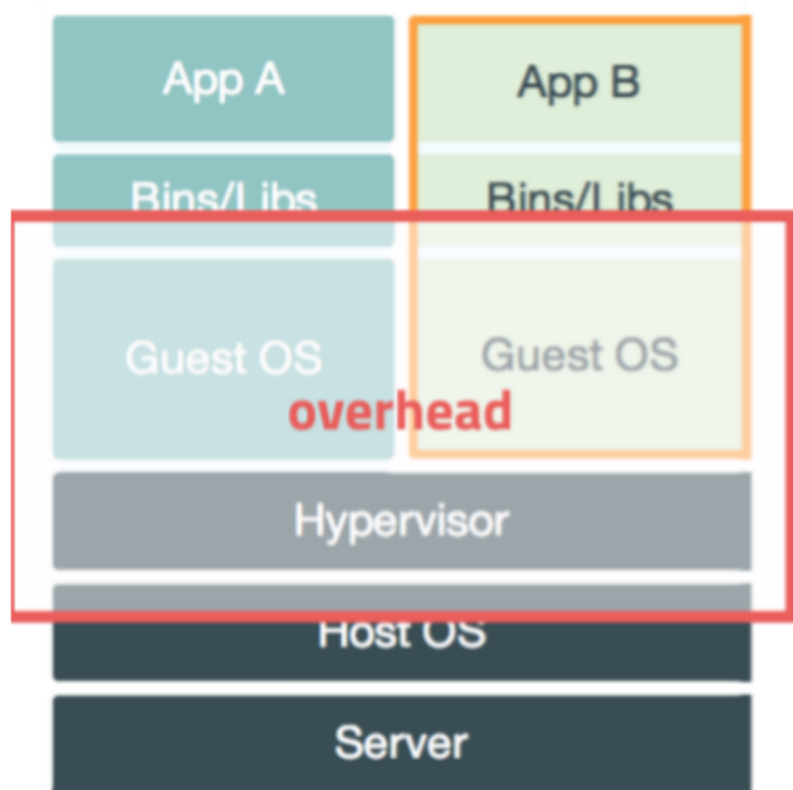 App A
App B
Bins/Libs
Bins/Libs
Guest OS
Guest OS
overhead
Hypervisor
Host OS
Server